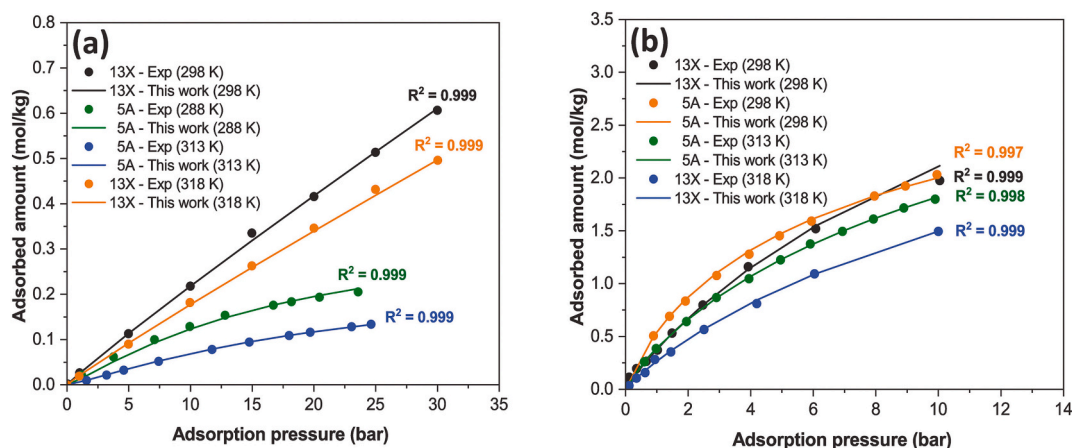 (a)
13X - Exp (298 K)
13X - This work (298 K)
5A - Exp (288 K)
5A - This work (288 K)
5A - Exp (313 K)
5A - This work (313 K)
13X - Exp (318 K)
13X - This work (318 K)
R² = 0.999
R² = 0.999
R² = 0.999
R² = 0.999
Adsorbed amount (mol/kg)
0.8
0.7
0.6
0.5
0.4
0.3
0.2
0.1
0.0
0 5 10 15 20 25 30 35
Adsorption pressure (bar)
(b)
13X - Exp (298 K)
13X - This work (298 K)
5A - Exp (298 K)
5A - This work (298 K)
5A - Exp (313 K)
5A - This work (313 K)
13X - Exp (318 K)
13X - This work (318 K)
R² = 0.997
R² = 0.999
R² = 0.998
R² = 0.999
Adsorbed amount (mol/kg)
3.5
3.0
2.5
2.0
1.5
1.0
0.5
0.0
0 2 4 6 8 10 12 14
Adsorption pressure (bar)